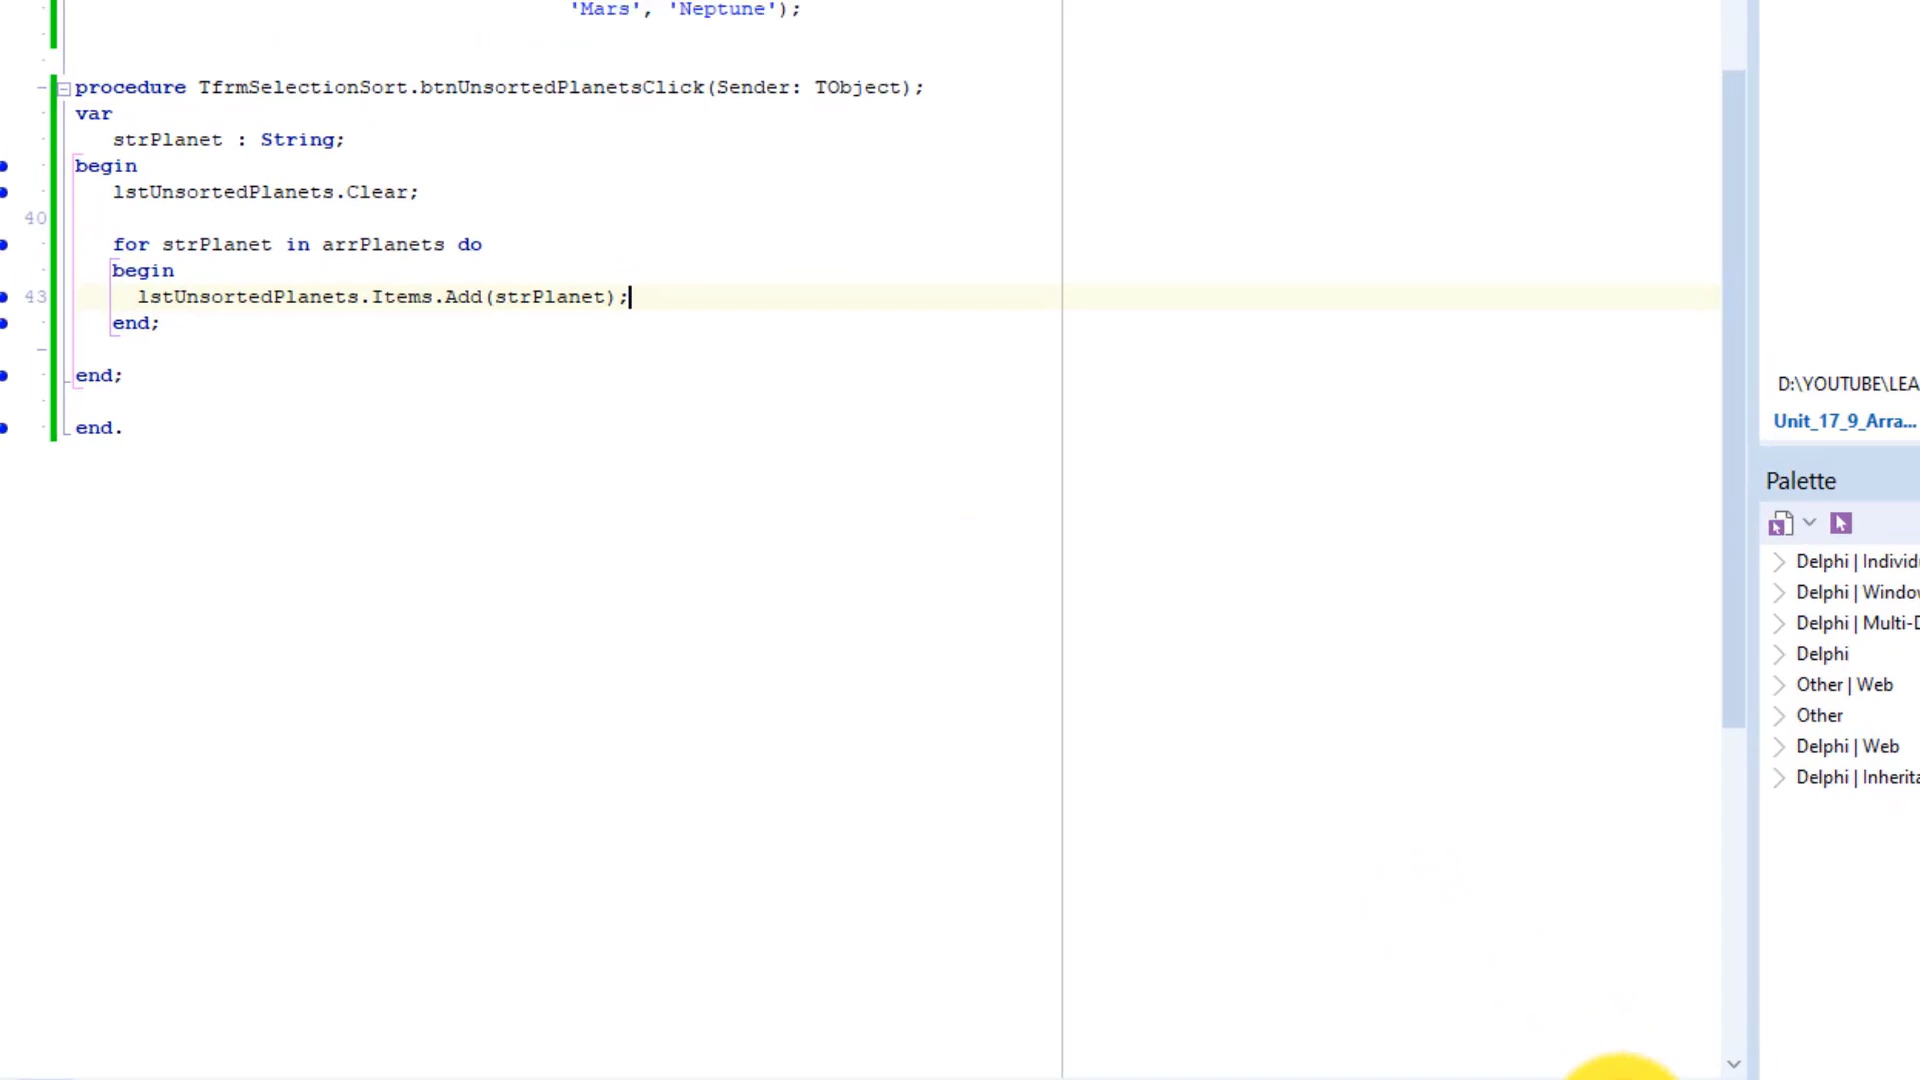 'Mars', 'Neptune');
procedure TfrmSelectionSort.btnUnsortedPlanetsClick(Sender: TObject);
var
strPlanet : String;
begin
lstUnsortedPlanets.Clear;
40
for strPlanet in arrPlanets do
begin
43 lstUnsortedPlanets.Items.Add(strPlanet);
end;
end;
end.
D:\YOUTUBE\LEA
Unit_17_9_Arra...
Palette
Delphi | Individ
Delphi | Window
Delphi | Multi-D
Delphi
Other | Web
Other
Delphi | Web
Delphi | Inherita